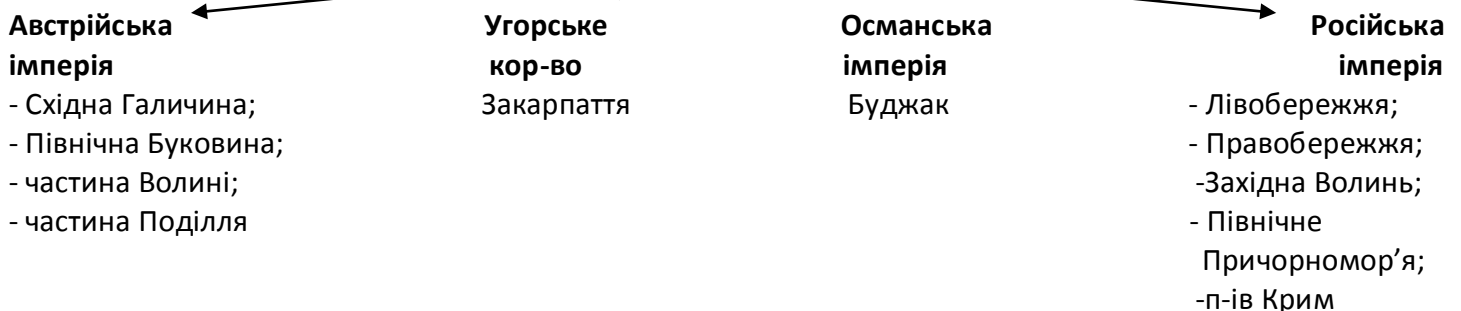 Австрійська
імперія
- Східна Галичина;
- Північна Буковина;
- частина Волині;
- частина Поділля
Угорське
кор-во
Закарпаття
Османська
імперія
Буджак
Російська
імперія
- Лівобережжя;
- Правобережжя;
-Західна Волинь;
- Північне
Причорномор’я;
-п-ів Крим